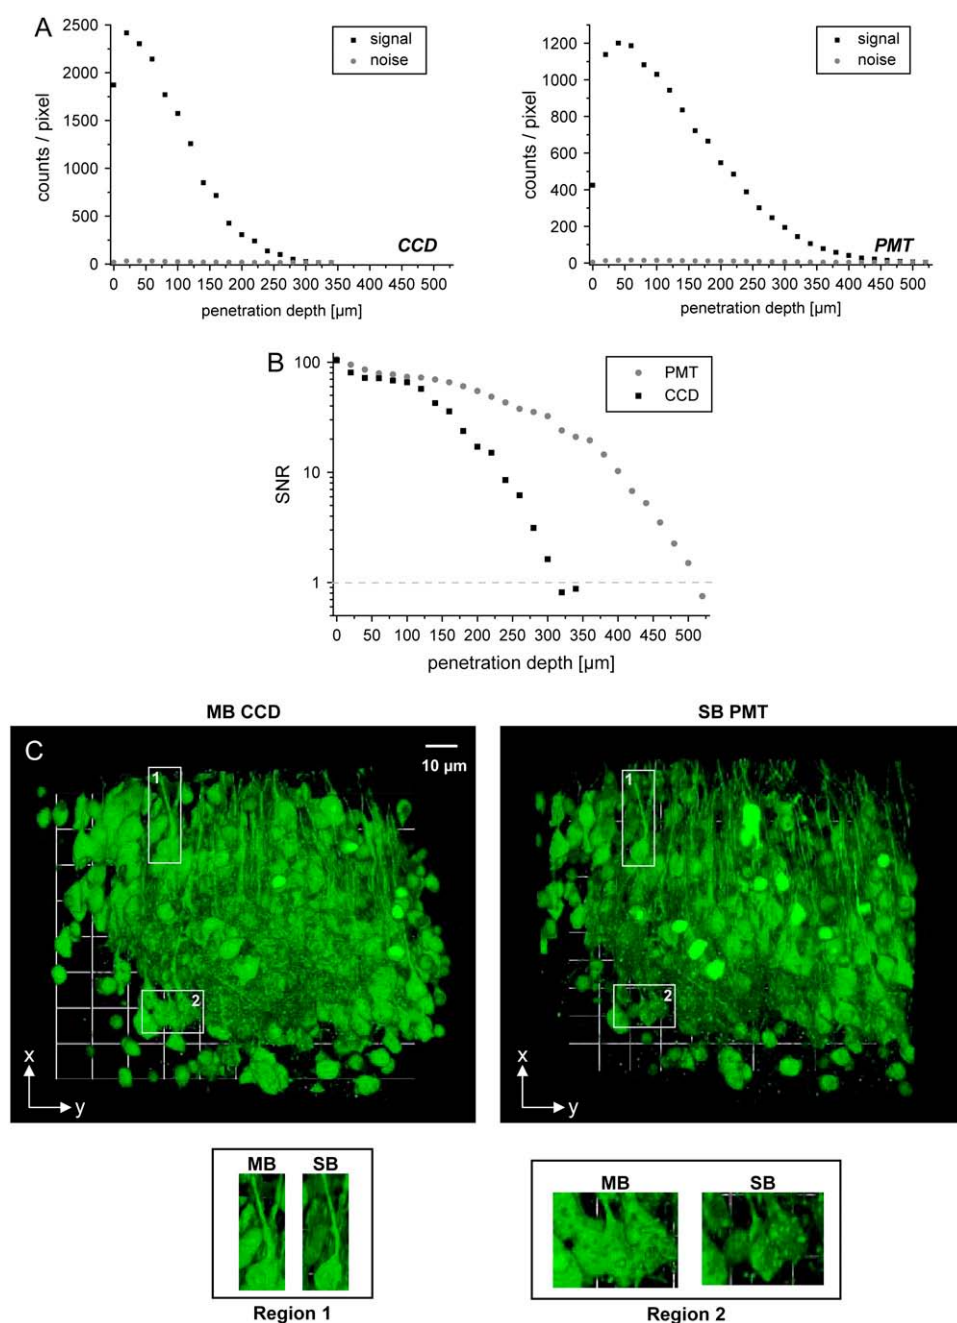 A
2500
2000
1500
1000
500
0
counts / pixel
signal
noise
CCD
0 50 100 150 200 250 300 350 400 450 500
penetration depth [µm]
1200
1000
800
600
400
200
0
counts / pixel
signal
noise
PMT
0 50 100 150 200 250 300 350 400 450 500
penetration depth [µm]
B
100
10
1
SNR
PMT
CCD
0 50 100 150 200 250 300 350 400 450 500
penetration depth [µm]
MB CCD
C
10 µm
1
2
x
y
SB PMT
1
2
x
y
MB SB
Region 1
MB SB
Region 2